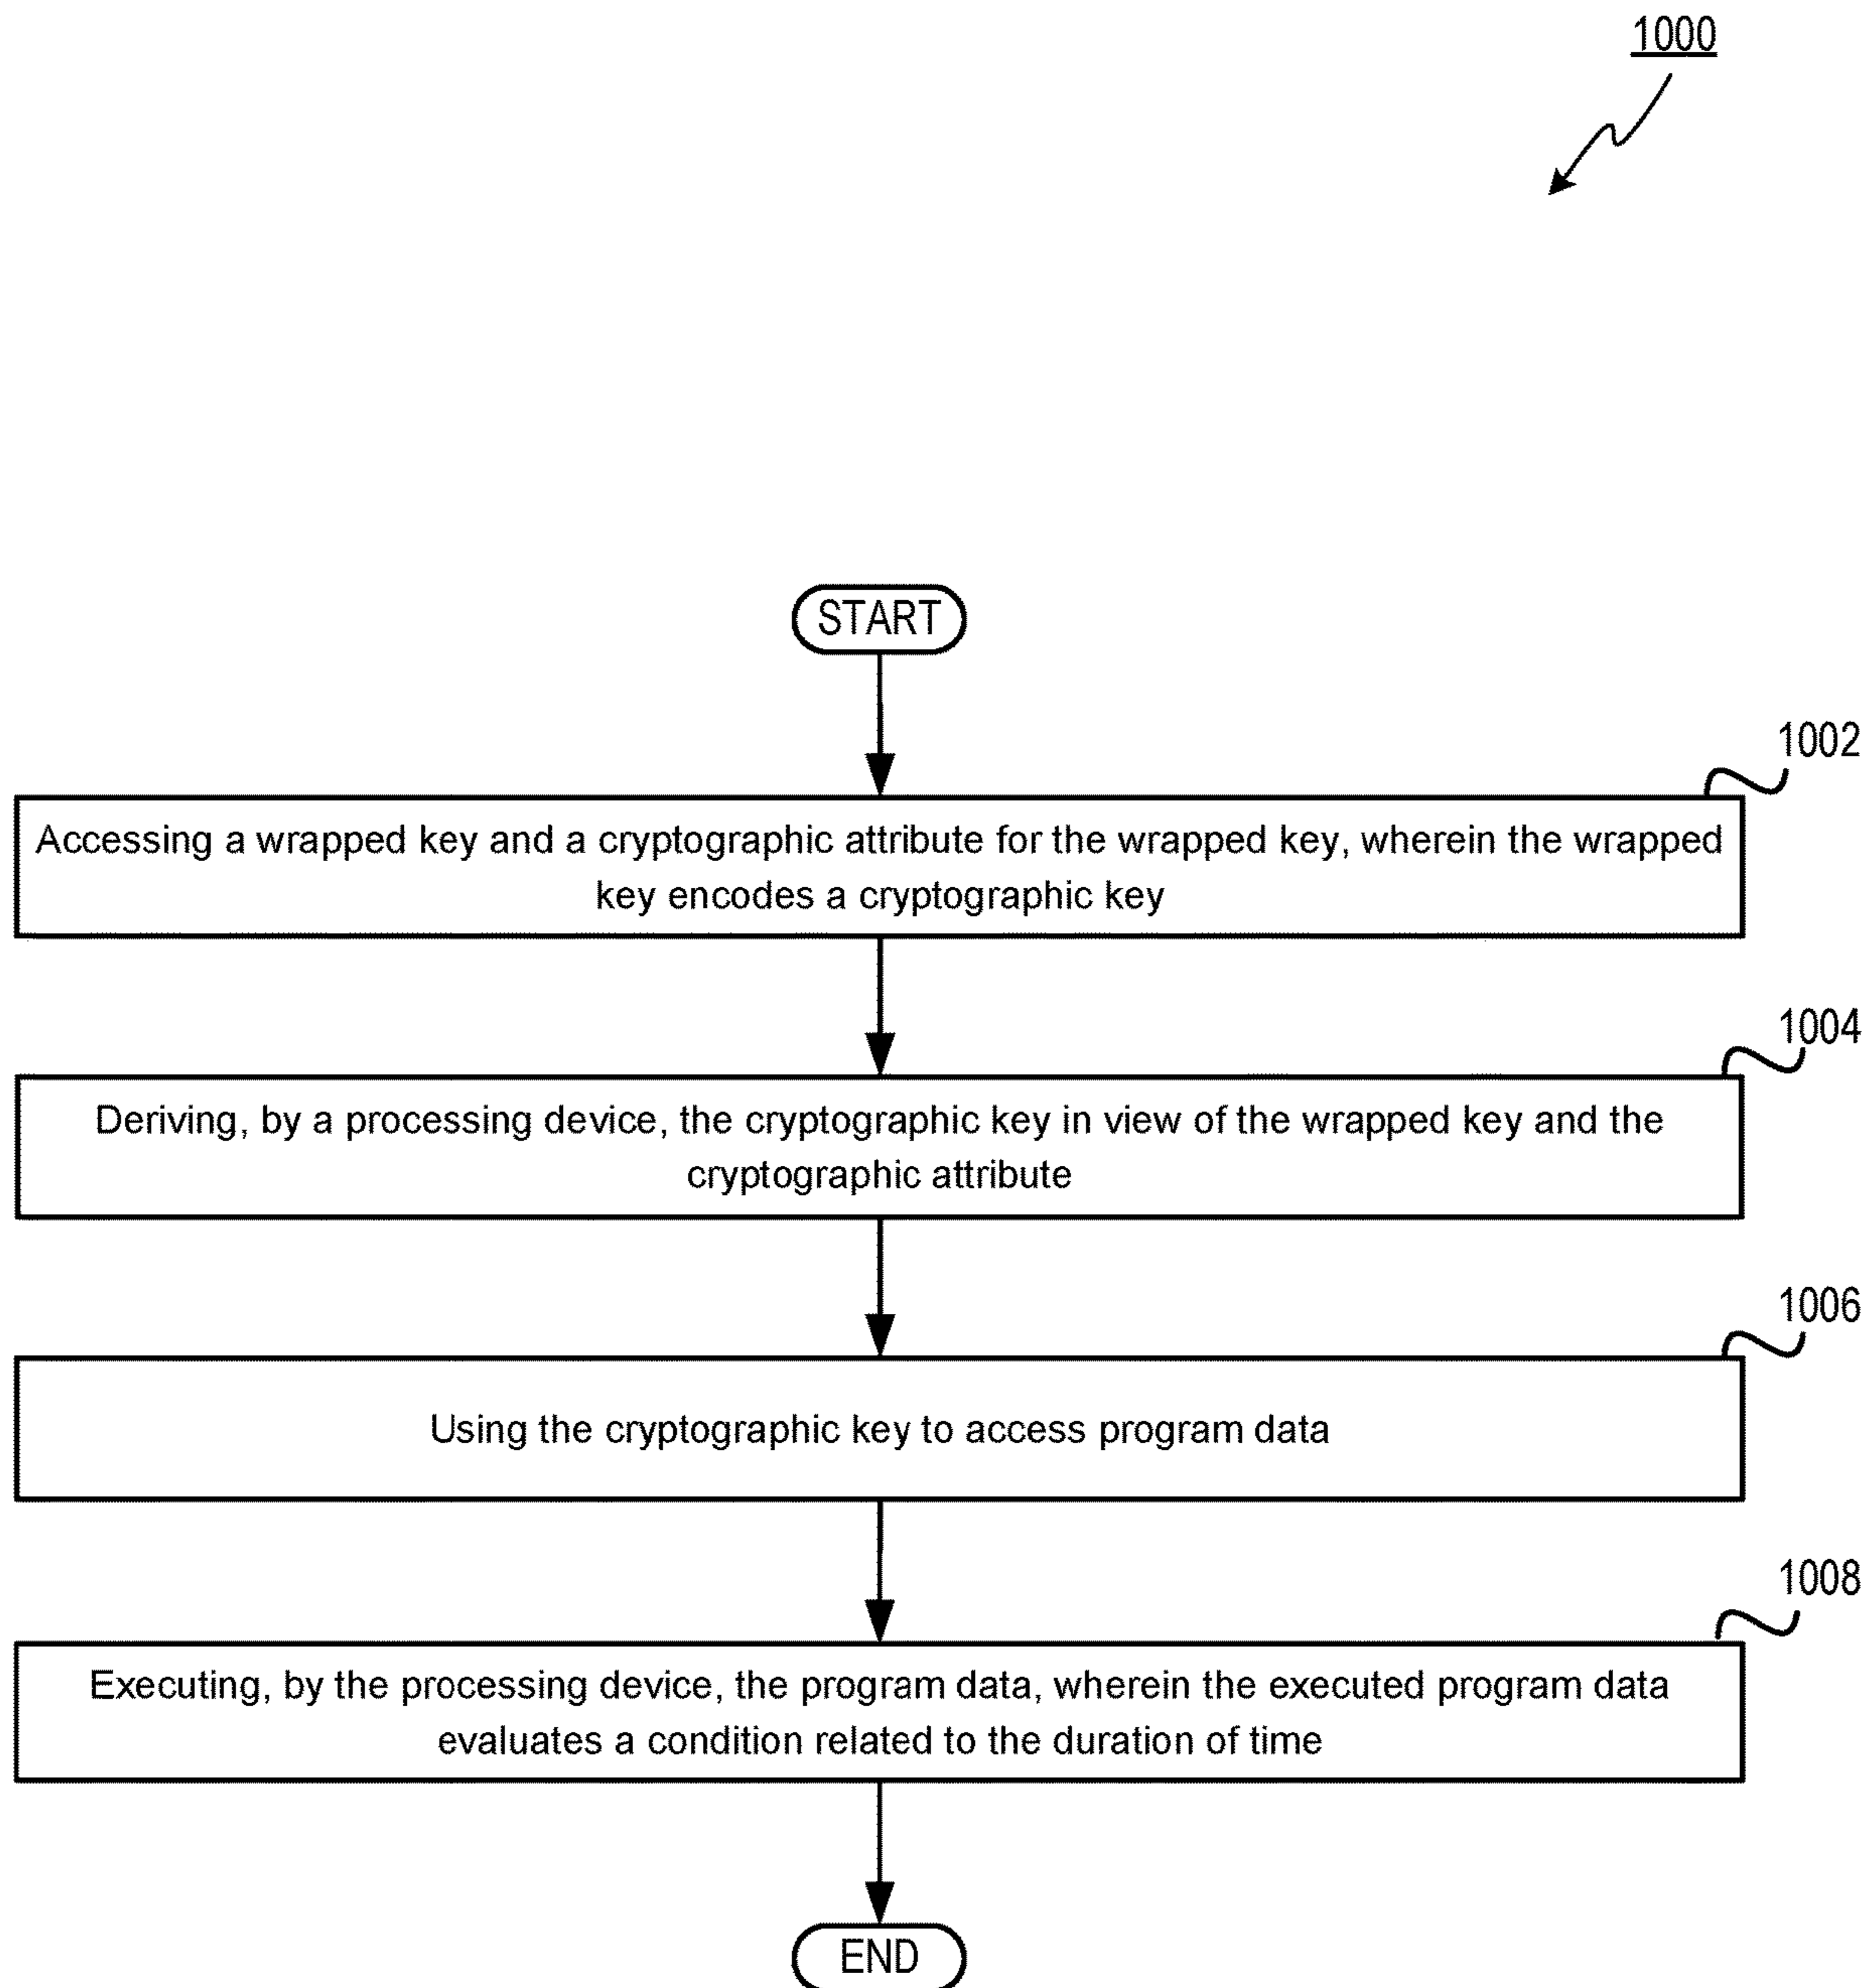 1000
START
1002
Accessing a wrapped key and a cryptographic attribute for the wrapped key, wherein the wrapped
key encodes a cryptographic key
1004
Deriving, by a processing device, the cryptographic key in view of the wrapped key and the
cryptographic attribute
1006
Using the cryptographic key to access program data
1008
Executing, by the processing device, the program data, wherein the executed program data
evaluates a condition related to the duration of time
END